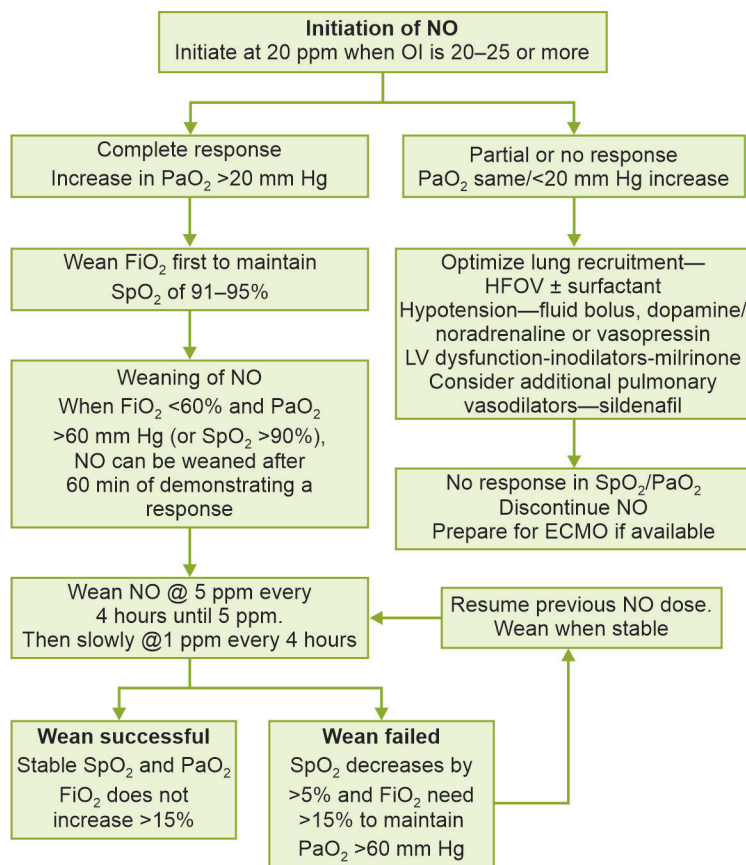 Initiation of NO
Initiate at 20 ppm when OI is 20–25 or more
Complete response
Increase in PaO₂ >20 mm Hg
Partial or no response
PaO₂ same/<20 mm Hg increase
Wean FiO₂ first to maintain
SpO₂ of 91–95%
Optimize lung recruitment—
HFOV ± surfactant
Hypotension—fluid bolus, dopamine/
noradrenaline or vasopressin
LV dysfunction-inodilators-milrinone
Consider additional pulmonary
vasodilators—sildenafil
Weaning of NO
When FiO₂ <60% and PaO₂
>60 mm Hg (or SpO₂ >90%),
NO can be weaned after
60 min of demonstrating a
response
No response in SpO₂/PaO₂
Discontinue NO
Prepare for ECMO if available
Wean NO @ 5 ppm every
4 hours until 5 ppm.
Then slowly @1 ppm every 4 hours
Resume previous NO dose.
Wean when stable
Wean successful
Stable SpO₂ and PaO₂
FiO₂ does not
increase >15%
Wean failed
SpO₂ decreases by
>5% and FiO₂ need
>15% to maintain
PaO₂ >60 mm Hg